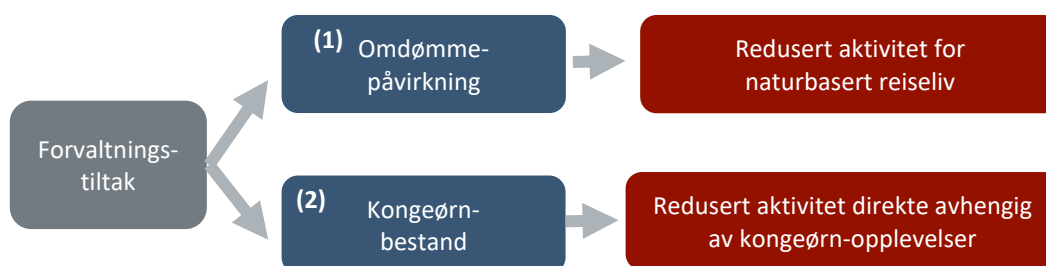 Forvaltnings-
tiltak
(1) Omdømme-
påvirkning
Redusert aktivitet for
naturbasert reiseliv
(2) Kongeørn-
bestand
Redusert aktivitet direkte avhengig
av kongeørn-opplevelser